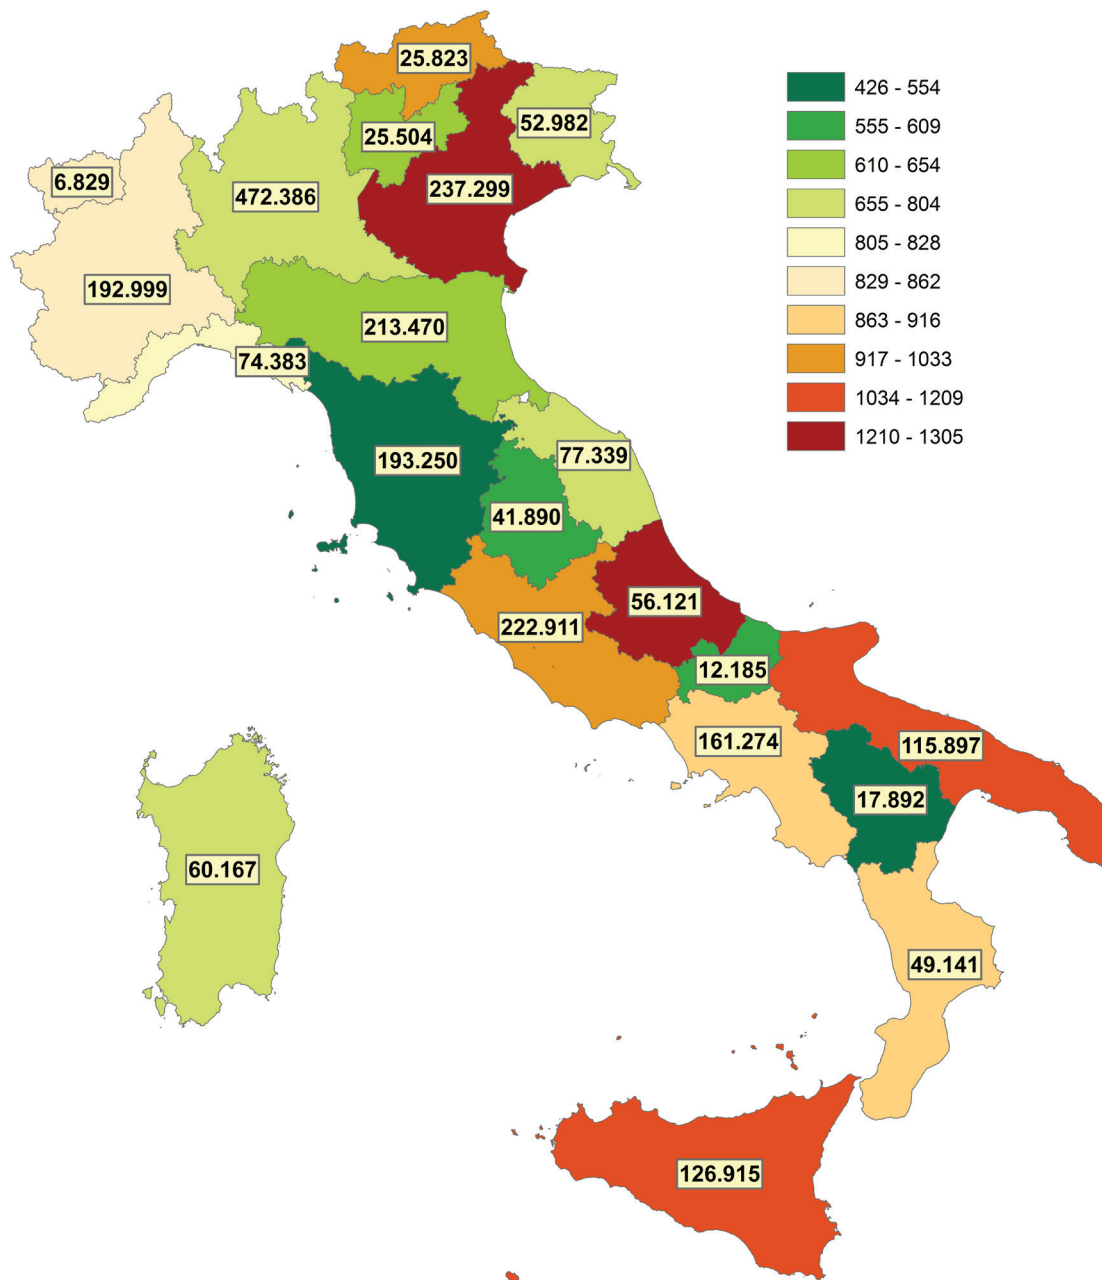 25.823
426 - 554
52.982
555 - 609
25.504
610 - 654
6.829
237.299
472.386
655 - 804
805 - 828
829 - 862
192.999
863 - 916
213.470
917 - 1033
74.383
1034 - 1209
1210 - 1305
77.339
193.250
41.890
56.121
222.911
12.185
161.274
115.897
17.892
60.167
49.141
126.915